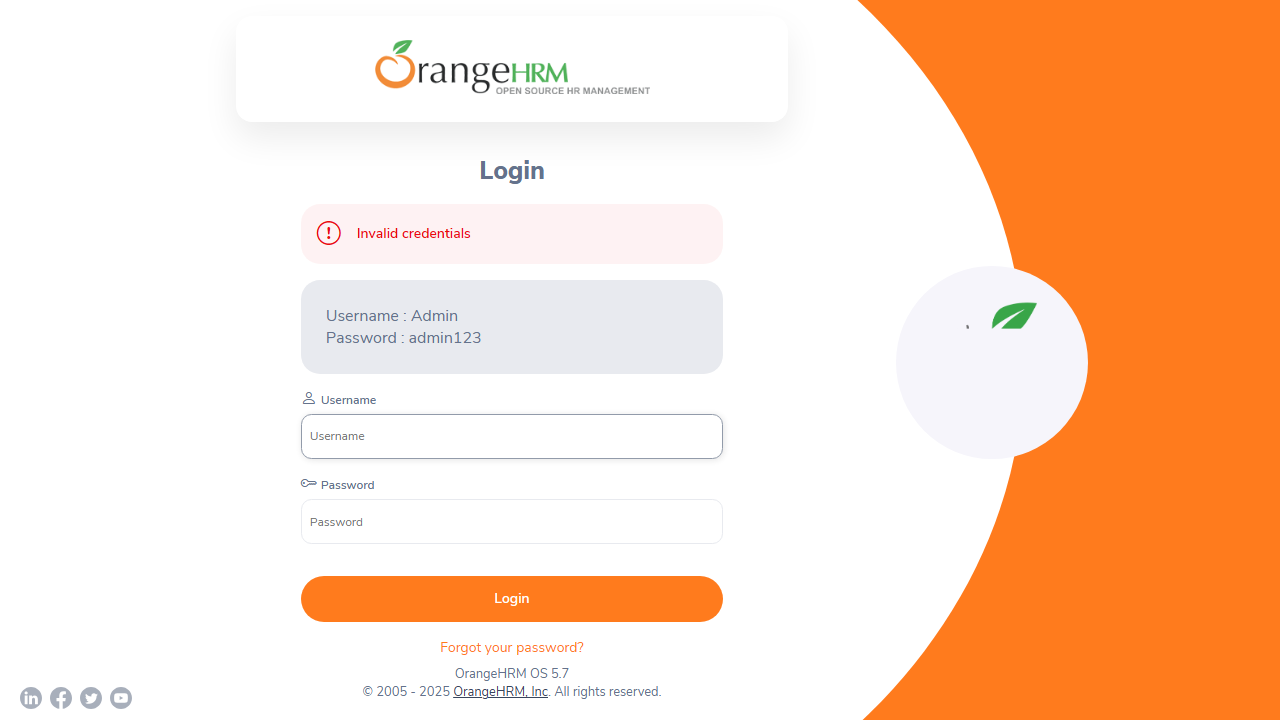 OrangeHRM
OPEN SOURCE HR MANAGEMENT
Login
Invalid credentials
Username : Admin
Password : admin123
Username
Username
Password
Password
Login
Forgot your password?
OrangeHRM OS 5.7
© 2005 - 2025 OrangeHRM, Inc. All rights reserved.